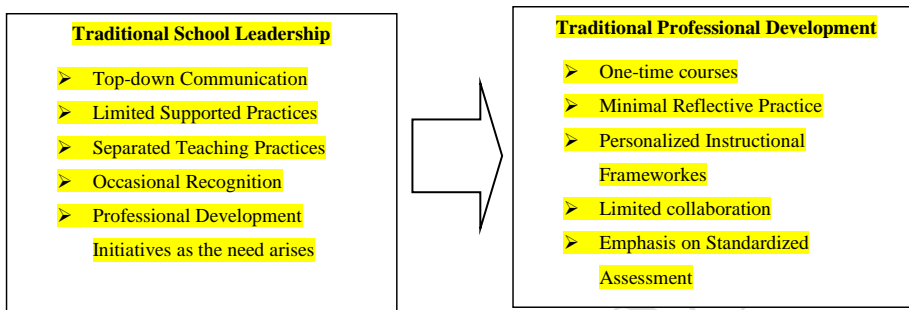 Traditional School Leadership
➢ Top-down Communication
➢ Limited Supported Practices
➢ Separated Teaching Practices
➢ Occasional Recognition
➢ Professional Development
Initiatives as the need arises
Traditional Professional Development
➢ One-time courses
➢ Minimal Reflective Practice
➢ Personalized Instructional
Frameworkes
➢ Limited collaboration
➢ Emphasis on Standardized
Assessment